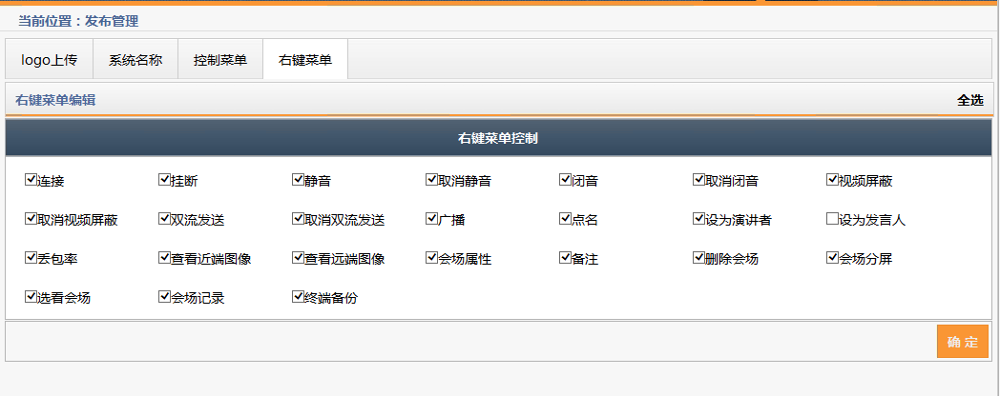 当前位置：发布管理
logo上传 系统名称 控制菜单 右键菜单
右键菜单编辑 全选
右键菜单控制
连接 挂断 静音 取消静音 闭音 取消闭音 视频屏蔽
取消视频屏蔽 双流发送 取消双流发送 广播 点名 设为演讲者 设为发言人
丢包率 查看近端图像 查看远端图像 会场属性 备注 删除会场 会场分屏
选看会场 会场记录 终端备份
确 定